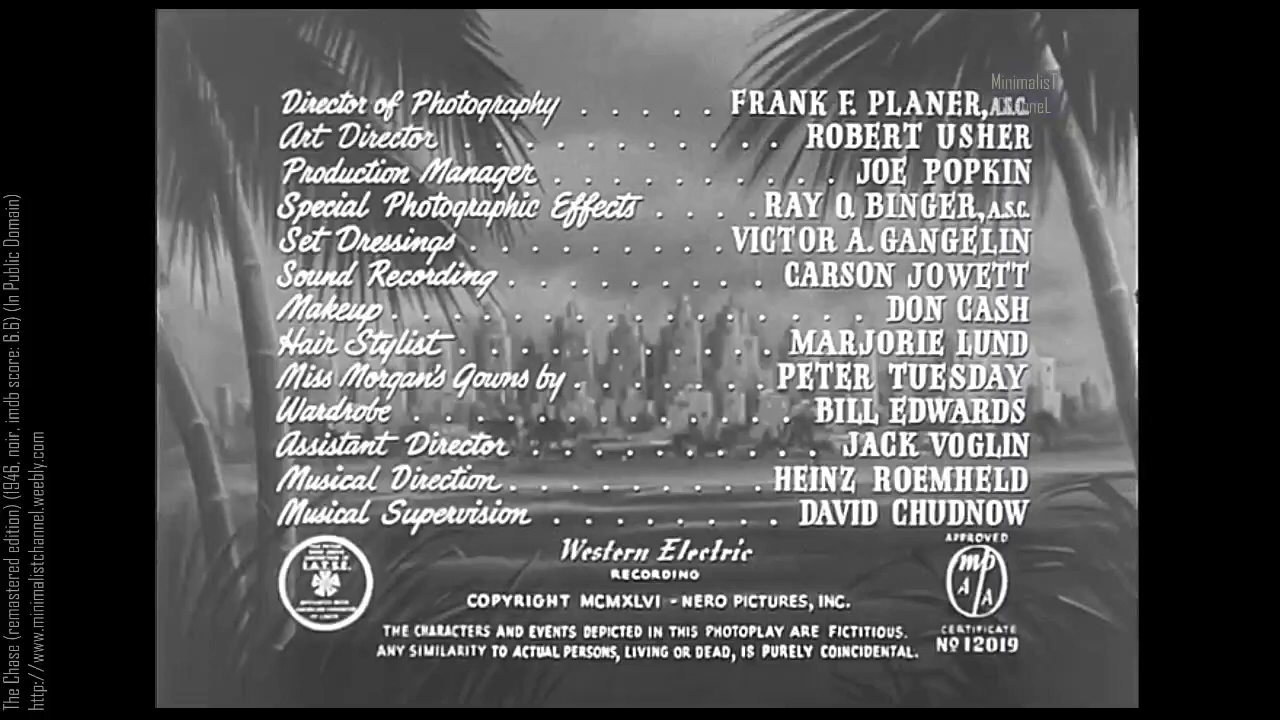 MinimalisT
ChanneL
Director of Photography . . . . . FRANK F. PLANER, A.S.C.
Art Director . . . . . . . . . . . . ROBERT USHER
Production Manager . . . . . . . . . . JOE POPKIN
Special Photographic Effects . . . . RAY O. BINGER, A.S.C.
Set Dressings . . . . . . . . . VICTOR A. GANGELIN
Sound Recording . . . . . . . . . CARSON JOWETT
Makeup . . . . . . . . . . . . . . . . DON CASH
Hair Stylist . . . . . . . . . . . MARJORIE LUND
Miss Morgan's Gowns by . . . . . . . PETER TUESDAY
Wardrobe . . . . . . . . . . . . . BILL EDWARDS
Assistant Director . . . . . . . . . . . JACK VOGLIN
Musical Direction . . . . . . . . . HEINZ ROEMHELD
Musical Supervision . . . . . . . . DAVID CHUDNOW
I.A.T.S.E.
Western Electric
RECORDING
COPYRIGHT MCMXLVI - NERO PICTURES, INC.
THE CHARACTERS AND EVENTS DEPICTED IN THIS PHOTOPLAY ARE FICTITIOUS.
ANY SIMILARITY TO ACTUAL PERSONS, LIVING OR DEAD, IS PURELY COINCIDENTAL.
APPROVED
MPAA
CERTIFICATE
Nº 12019
The Chase (remastered edition) (1946, noir, imdb score: 6.6) (In Public Domain)
http://www.minimalistchannel.weebly.com